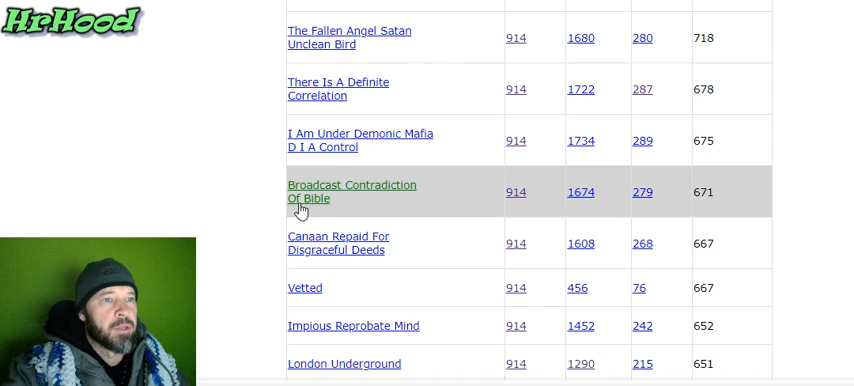 HrHood
The Fallen Angel Satan
Unclean Bird
914 1680 280 718
There Is A Definite
Correlation
914 1722 287 678
I Am Under Demonic Mafia
D I A Control
914 1734 289 675
Broadcast Contradiction
Of Bible
914 1674 279 671
Canaan Repaid For
Disgraceful Deeds
914 1608 268 667
Vetted 914 456 76 667
Impious Reprobate Mind 914 1452 242 652
London Underground 914 1290 215 651